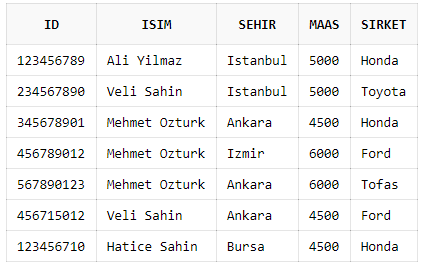 ID ISIM SEHIR MAAS SIRKET
123456789 Ali Yilmaz Istanbul 5000 Honda
234567890 Veli Sahin Istanbul 5000 Toyota
345678901 Mehmet Ozturk Ankara 4500 Honda
456789012 Mehmet Ozturk Izmir 6000 Ford
567890123 Mehmet Ozturk Ankara 6000 Tofas
456715012 Veli Sahin Ankara 4500 Ford
123456710 Hatice Sahin Bursa 4500 Honda